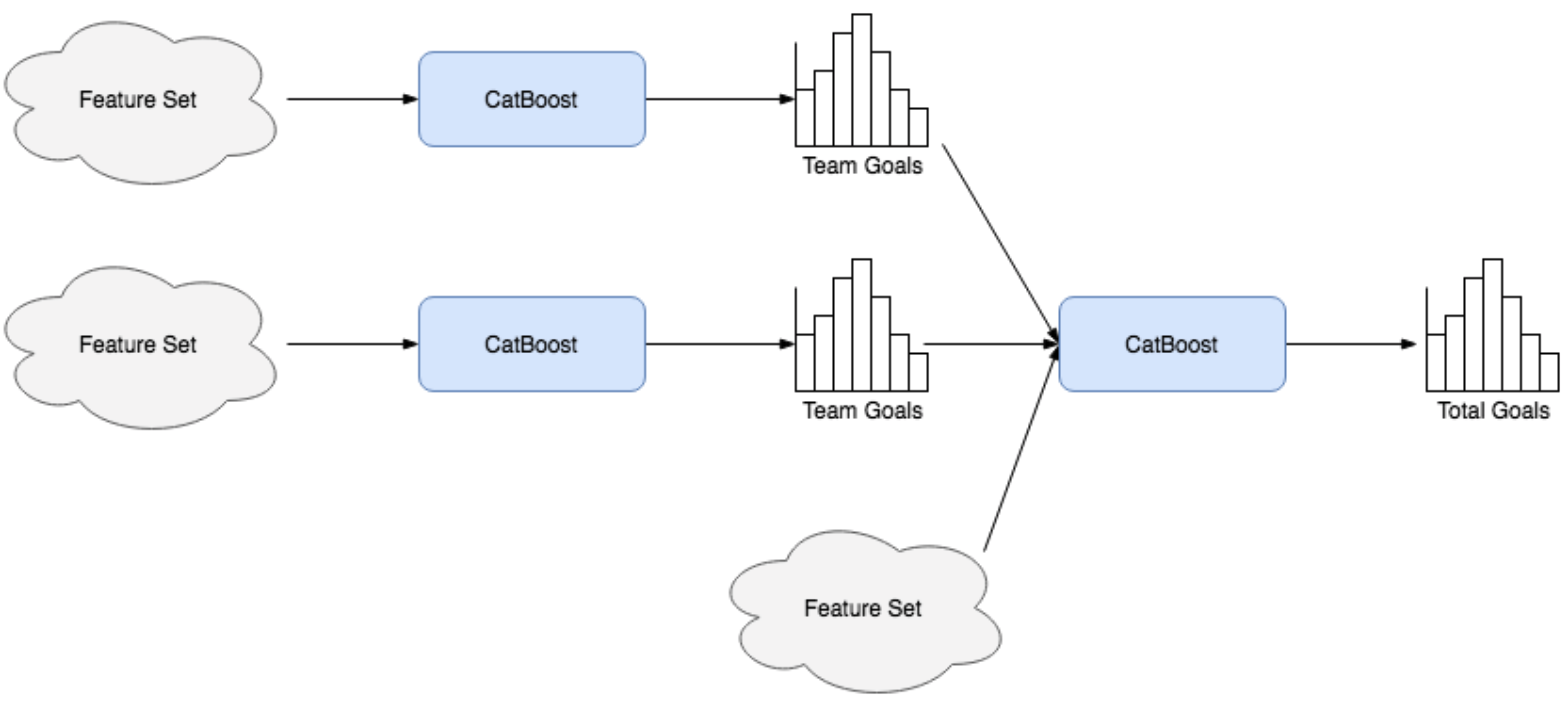 Feature Set
CatBoost
Team Goals
Feature Set
CatBoost
Team Goals
CatBoost
Total Goals
Feature Set